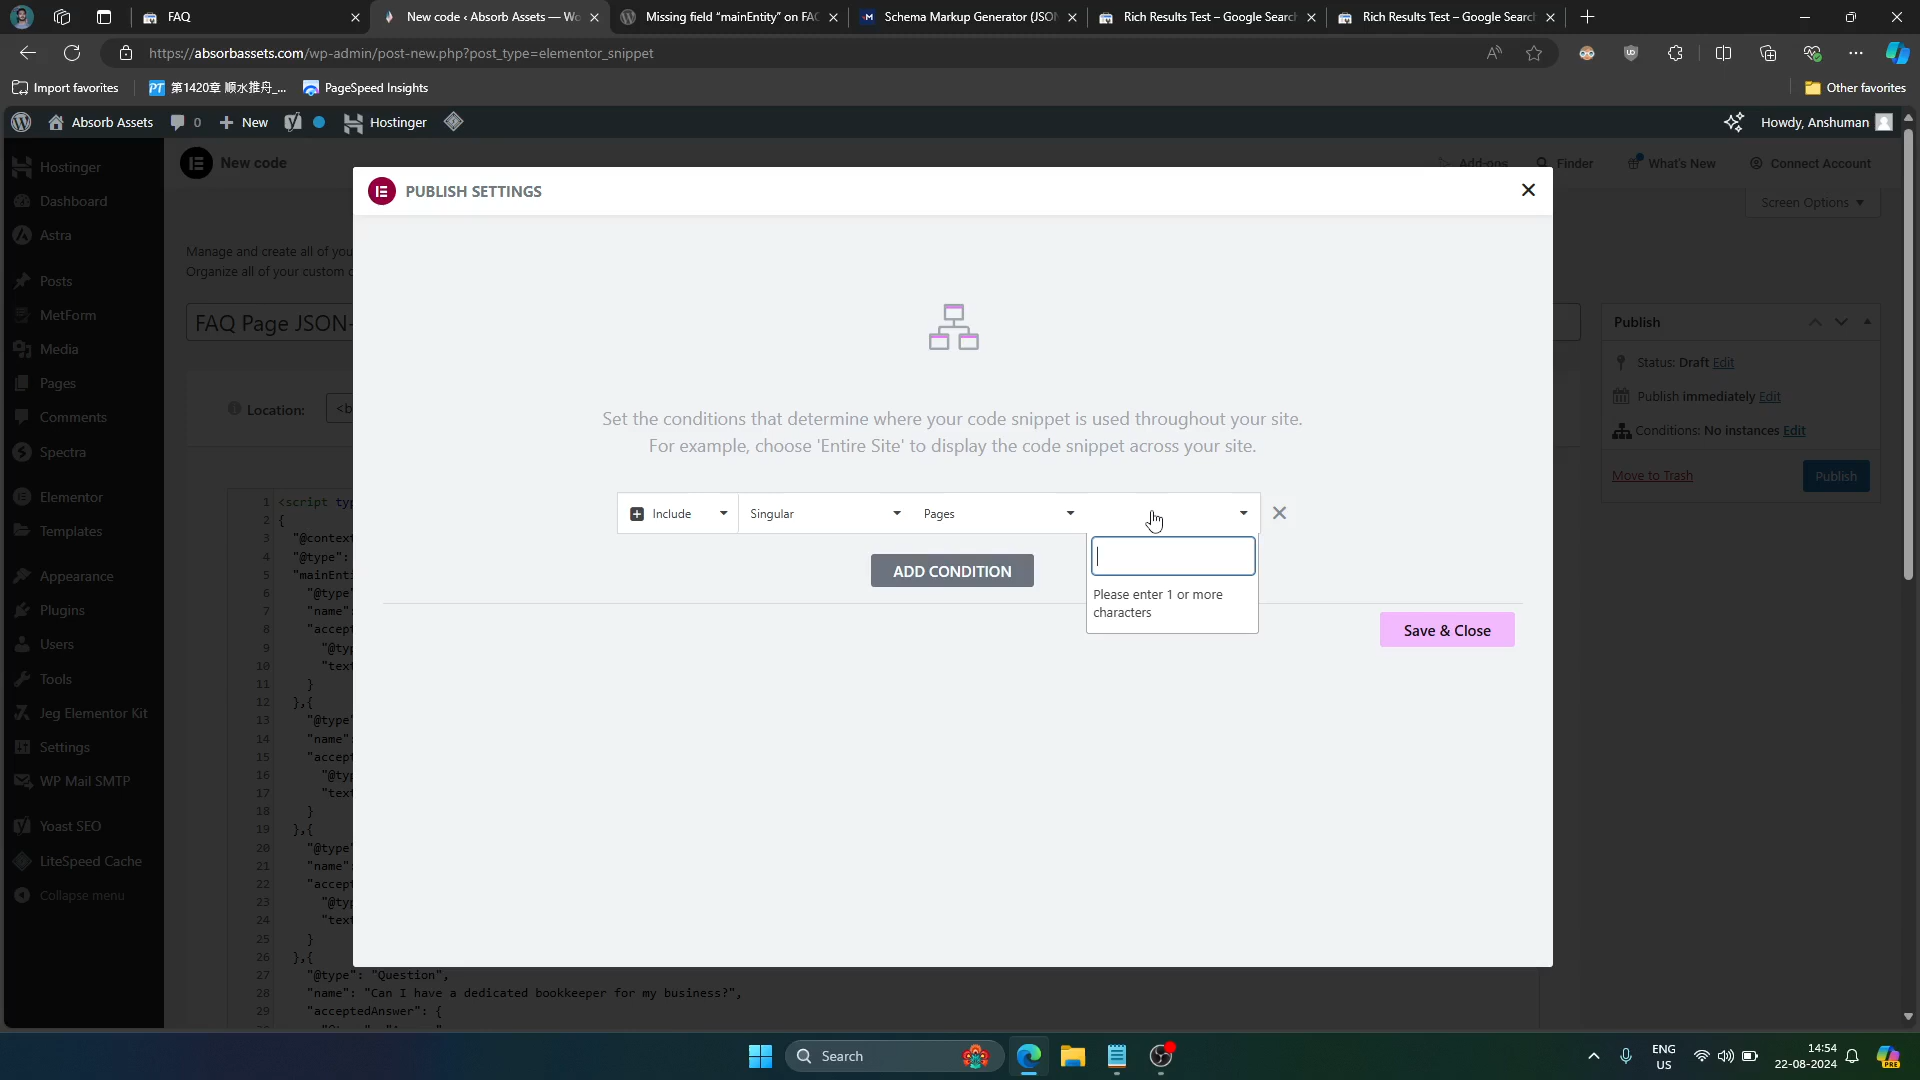 FAQ
New code ‹ Absorb Assets — Wo
Missing field "mainEntity" on FAQ
Schema Markup Generator (JSON
Rich Results Test – Google Search
Rich Results Test – Google Search
https://absorbassets.com/wp-admin/post-new.php?post_type=elementor_snippet
Import favorites
第1420章 顺水推舟_...
PageSpeed Insights
Other favorites
Absorb Assets
0
New
Hostinger
Howdy, Anshuman
Hostinger
Dashboard
Astra
Posts
MetForm
Media
Pages
Comments
Spectra
Elementor
Templates
Appearance
Plugins
Users
Tools
Jeg Elementor Kit
Settings
WP Mail SMTP
Yoast SEO
LiteSpeed Cache
Collapse menu
New code
Add-ons
Finder
What's New
Connect Account
Screen Options
Manage and create all of you
Organize all of your custom
FAQ Page JSON-
Location:
<b
Publish
Status: Draft Edit
Publish immediately Edit
Conditions: No instances Edit
Move to Trash
Publish
PUBLISH SETTINGS
Set the conditions that determine where your code snippet is used throughout your site.
For example, choose 'Entire Site' to display the code snippet across your site.
Include
Singular
Pages
Please enter 1 or more
characters
ADD CONDITION
Save & Close
1 <script typ
2 {
3 "@context
4 "@type":
5 "mainEnti
6 "@type"
7 "name":
8 "accept
9 "@typ
10 "text
11 }
12 },{
13 "@type"
14 "name":
15 "accept
16 "@typ
17 "text
18 }
19 },{
20 "@type"
21 "name":
22 "accept
23 "@typ
24 "text
25 }
26 },{
27 "@type": "Question",
28 "name": "Can I have a dedicated bookkeeper for my business?",
29 "acceptedAnswer": {
Search
ENG
US
14:54
22-08-2024